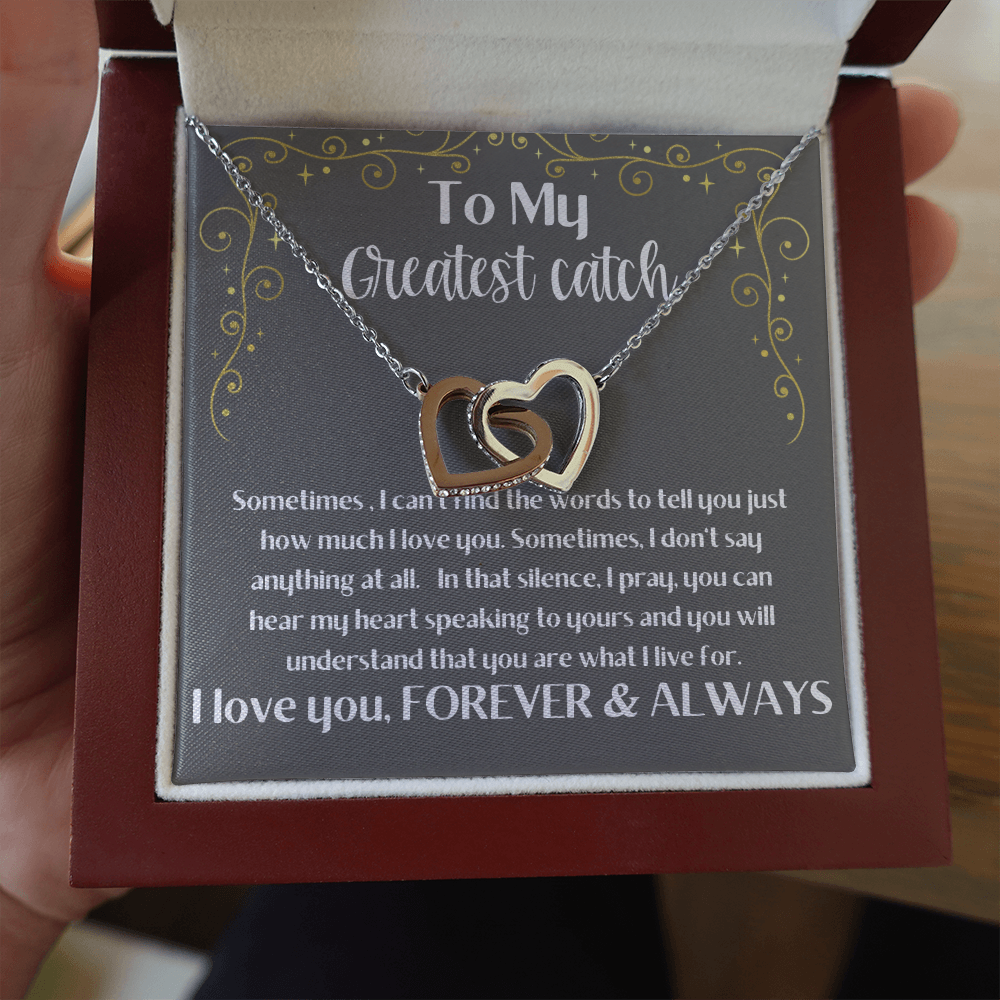 To My
Greatest catch
Sometimes , I can't find the words to tell you just
how much I love you. Sometimes, I don't say
anything at all. In that silence, I pray, you can
hear my heart speaking to yours and you will
understand that you are what I live for.
I love you, FOREVER & ALWAYS